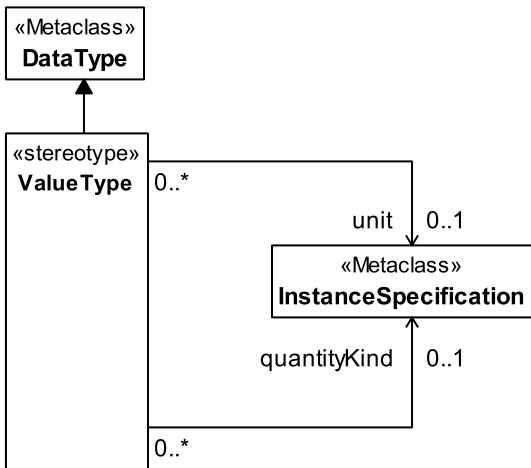 «Metaclass»
DataType
«stereotype»
ValueType
0..*
unit 0..1
«Metaclass»
InstanceSpecification
quantityKind 0..1
0..*